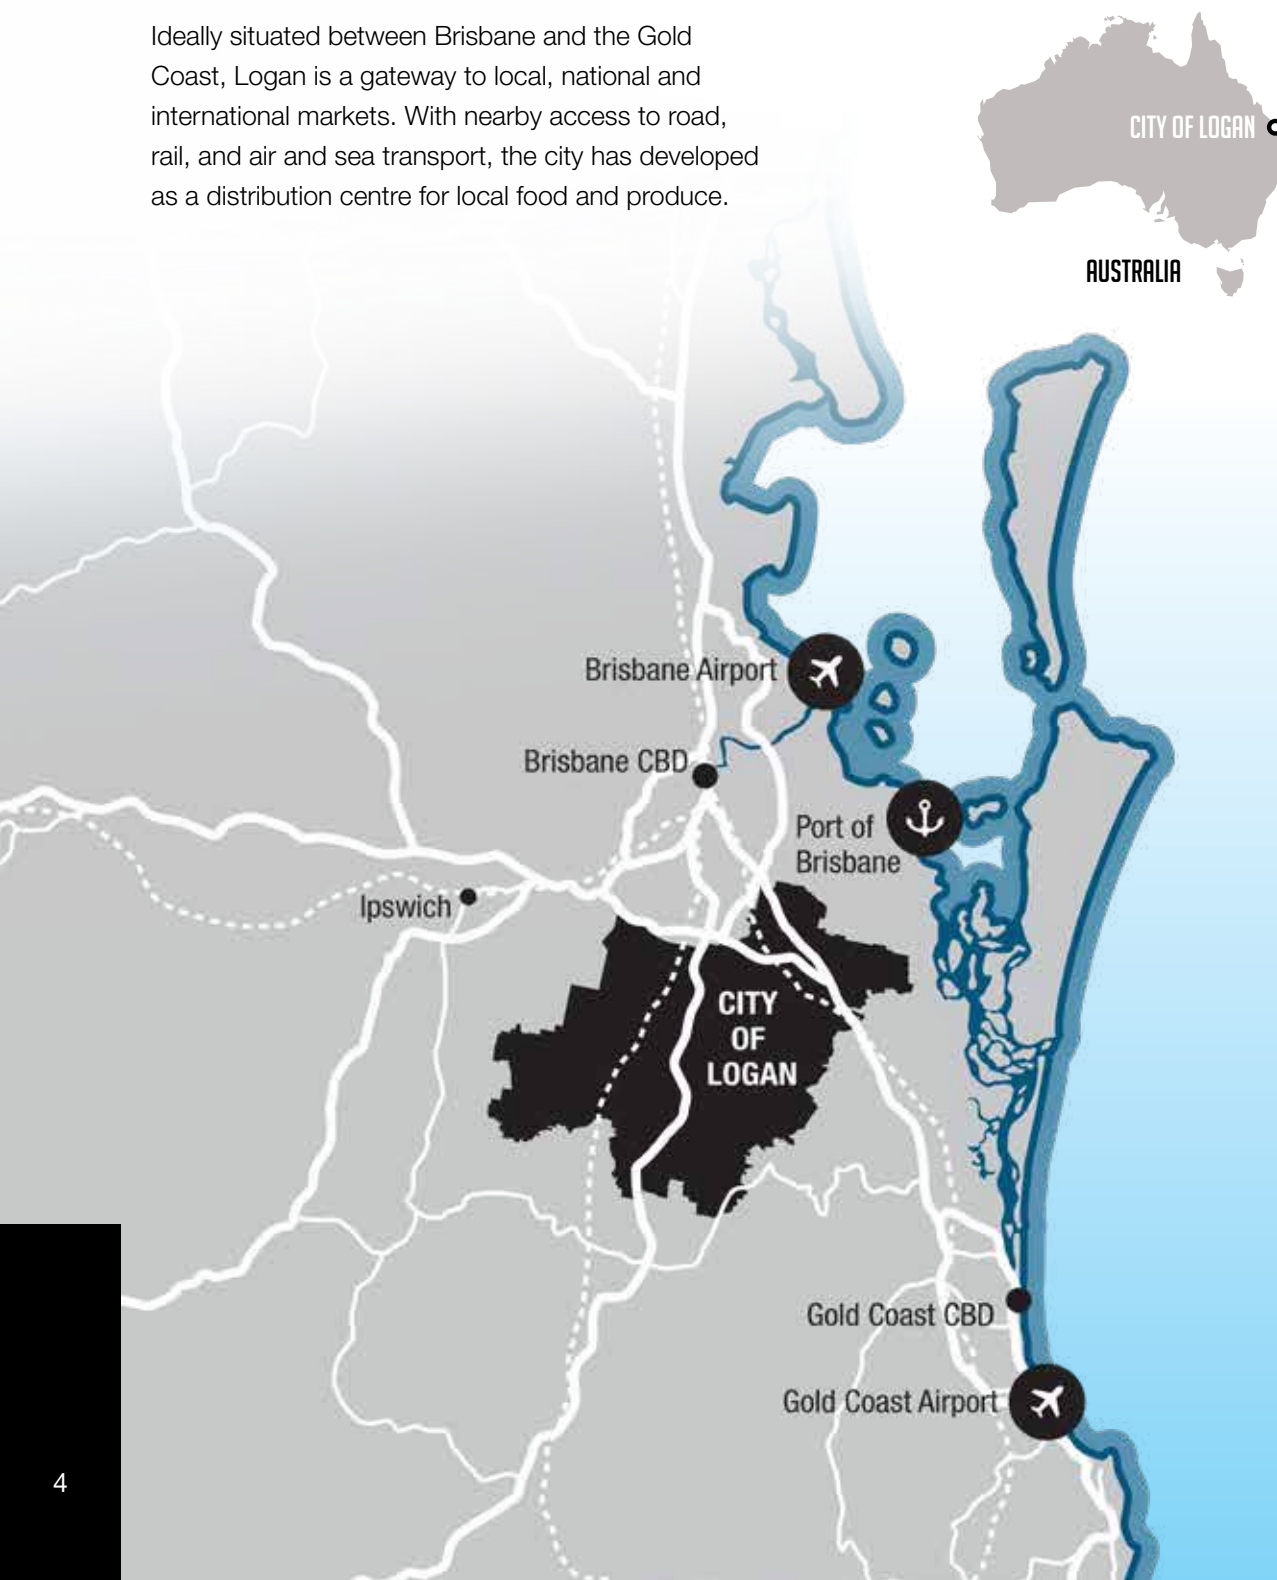 Ideally situated between Brisbane and the Gold
Coast, Logan is a gateway to local, national and
international markets. With nearby access to road,
rail, and air and sea transport, the city has developed
as a distribution centre for local food and produce.
CITY OF LOGAN
AUSTRALIA
Brisbane Airport
Brisbane CBD
Port of
Brisbane
Ipswich
CITY
OF
LOGAN
Gold Coast CBD
Gold Coast Airport
4